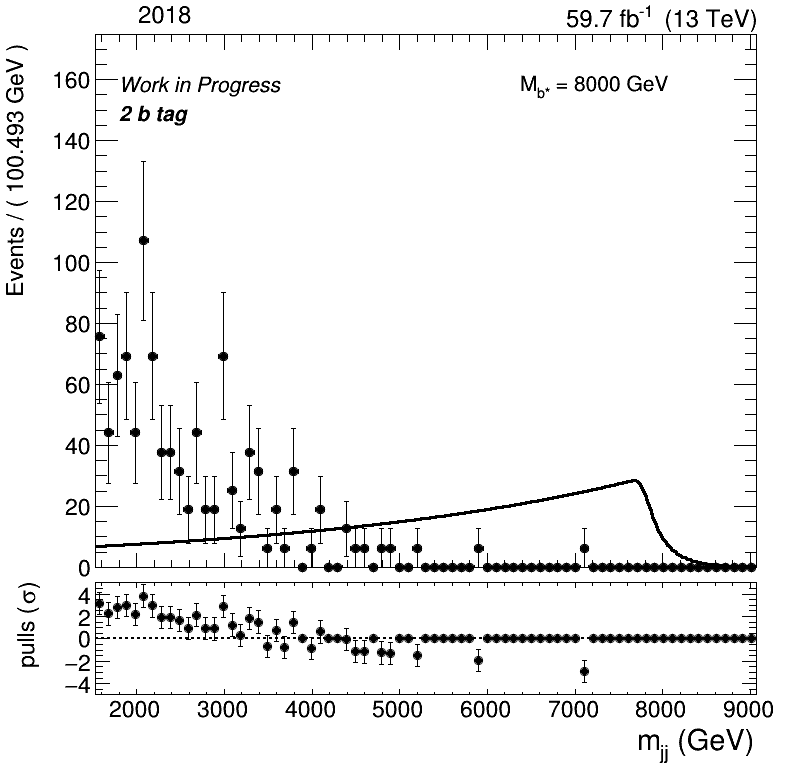 2018 59.7 fb⁻¹ (13 TeV)
Events / ( 100.493 GeV )
160
140
120
100
80
60
40
20
0
Work in Progress
2 b tag
M_b* = 8000 GeV
pulls (σ)
4
2
0
−2
−4
2000 3000 4000 5000 6000 7000 8000 9000
m_jj (GeV)